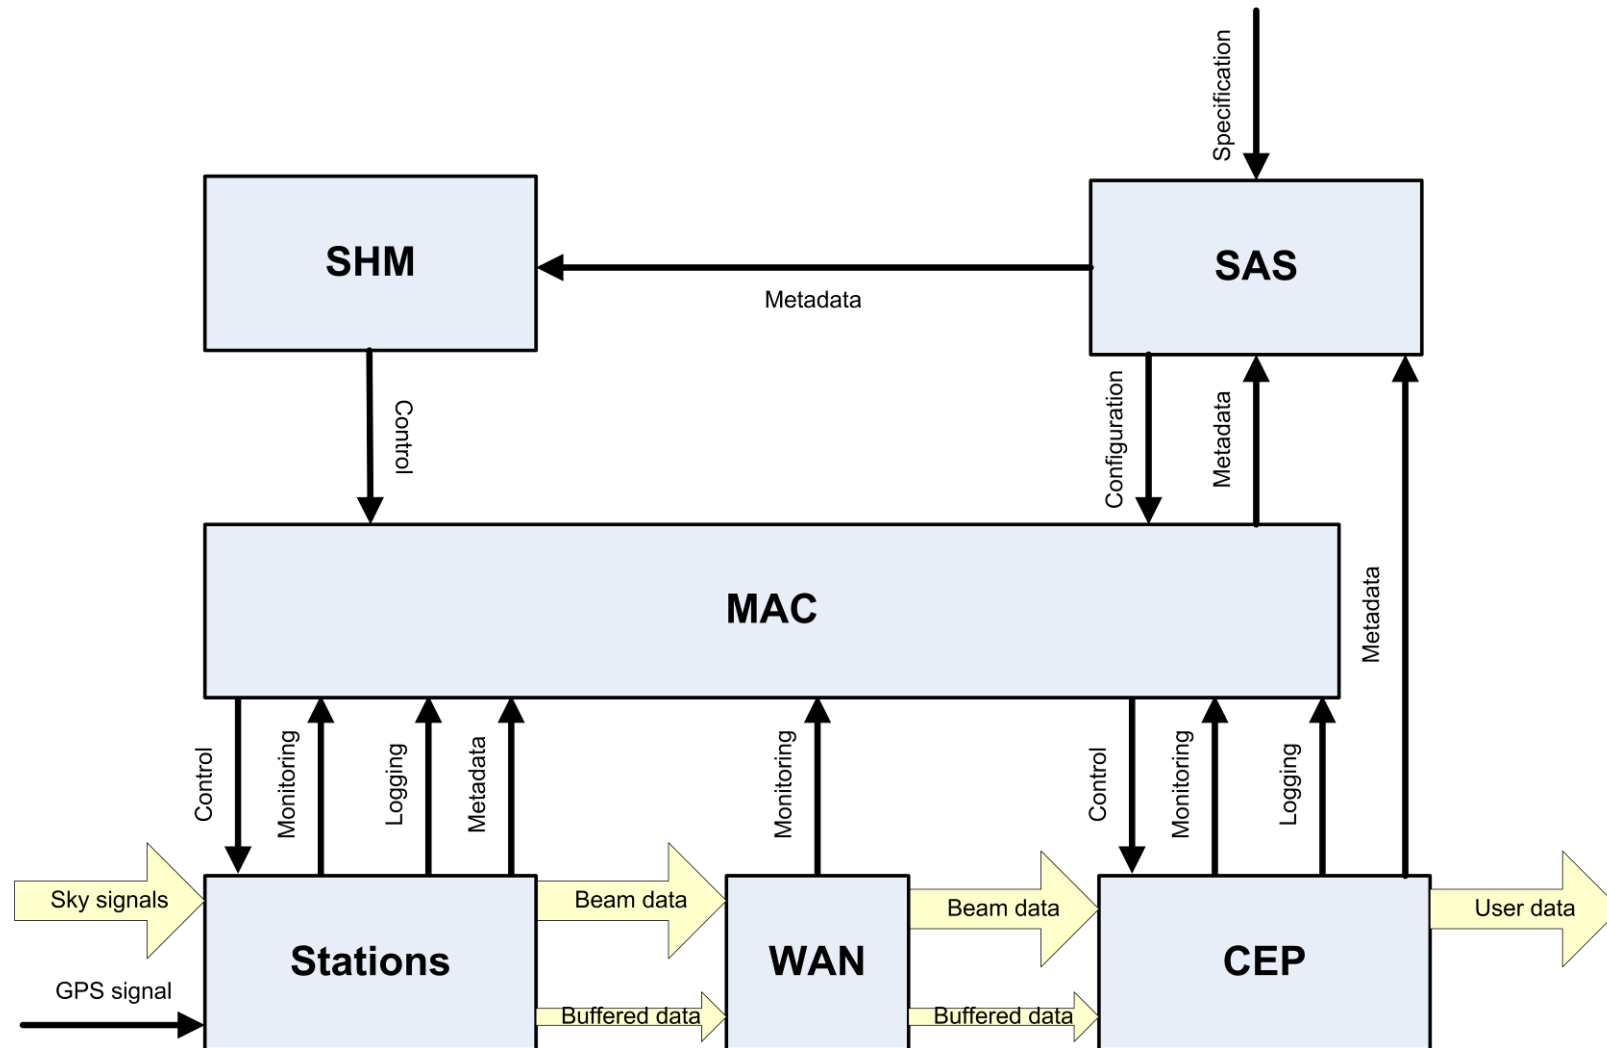 Specification
SHM
SAS
Metadata
Control
Configuration
Metadata
Metadata
MAC
Control
Monitoring
Logging
Metadata
Monitoring
Control
Monitoring
Logging
Sky signals
Beam data
Beam data
User data
Stations
WAN
CEP
GPS signal
Buffered data
Buffered data